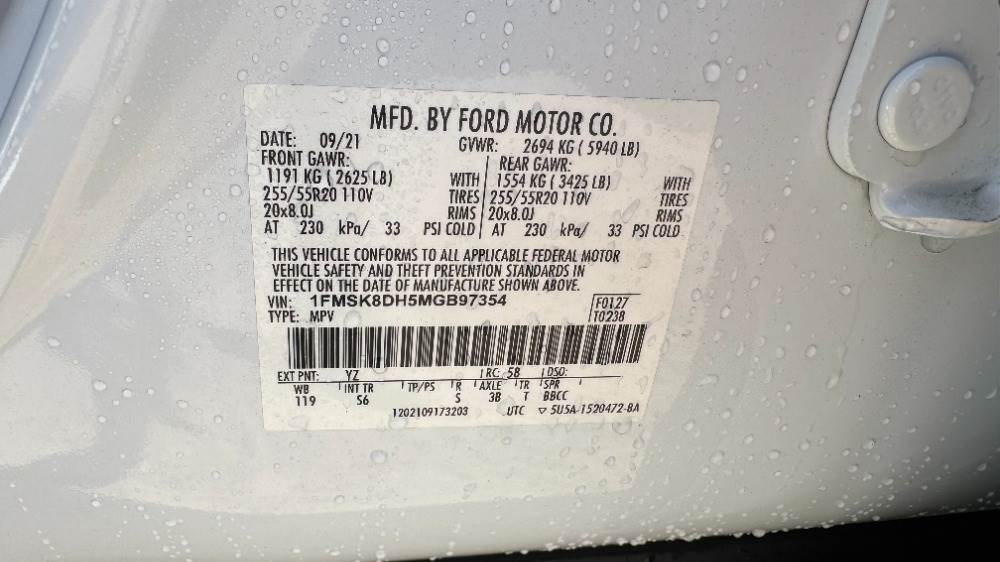 MFD. BY FORD MOTOR CO.
DATE: 09/21 GVWR: 2694 KG ( 5940 LB)
FRONT GAWR: REAR GAWR:
1191 KG ( 2625 LB) WITH 1554 KG ( 3425 LB) WITH
255/55R20 110V TIRES 255/55R20 110V TIRES
20x8.0J RIMS 20x8.0J RIMS
AT 230 kPa/ 33 PSI COLD AT 230 kPa/ 33 PSI COLD
THIS VEHICLE CONFORMS TO ALL APPLICABLE FEDERAL MOTOR
VEHICLE SAFETY AND THEFT PREVENTION STANDARDS IN
EFFECT ON THE DATE OF MANUFACTURE SHOWN ABOVE.
VIN: 1FMSK8DH5MGB97354 F0127
TYPE: MPV T0238
EXT PNT: YZ RC: 58 DSO:
WB INT TR TP/PS R AXLE TR SPR
119 S6 S 3B T BBCC
1202109173203 UTC ▽ 5U5A-1520472-BA